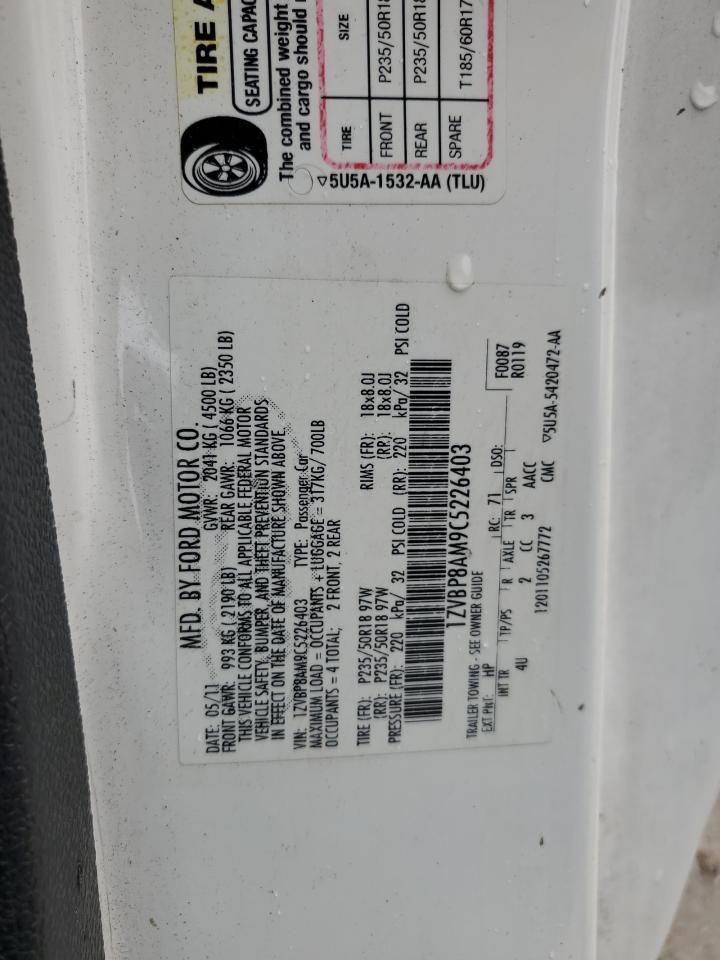 TIRE A
SEATING CAPAC
The combined weight
and cargo should
TIRE SIZE
FRONT P235/50R18
REAR P235/50R18
SPARE T185/60R17
▽5U5A-1532-AA (TLU)
MFD. BY FORD MOTOR CO.
DATE: 05/11 GVWR: 2041 KG ( 4500 LB)
FRONT GAWR: 993 KG ( 2190 LB) REAR GAWR: 1066 KG ( 2350 LB)
THIS VEHICLE CONFORMS TO ALL APPLICABLE FEDERAL MOTOR
VEHICLE SAFETY, BUMPER, AND THEFT PREVENTION STANDARDS
IN EFFECT ON THE DATE OF MANUFACTURE SHOWN ABOVE.
VIN: 1ZVBP8AM9C5226403 TYPE: Passenger Car
MAXIMUM LOAD = OCCUPANTS + LUGGAGE = 317KG/ 700LB
OCCUPANTS = 4 TOTAL; 2 FRONT, 2 REAR
TIRE (FR): P235/50R18 97W RIMS (FR): 18x8.0J
(RR): P235/50R18 97W (RR): 18x8.0J
PRESSURE (FR): 220 kPa/ 32 PSI COLD (RR): 220 kPa/ 32 PSI COLD
1ZVBP8AM9C5226403
TRAILER TOWING - SEE OWNER GUIDE
EXT PNT: HP RC: 71 DSO: F0087
R0119
INT TR TP/PS R AXLE TR SPR
4U 2 CC 3 AACC
1201105267772 CMC ▽5U5A-5420472-AA